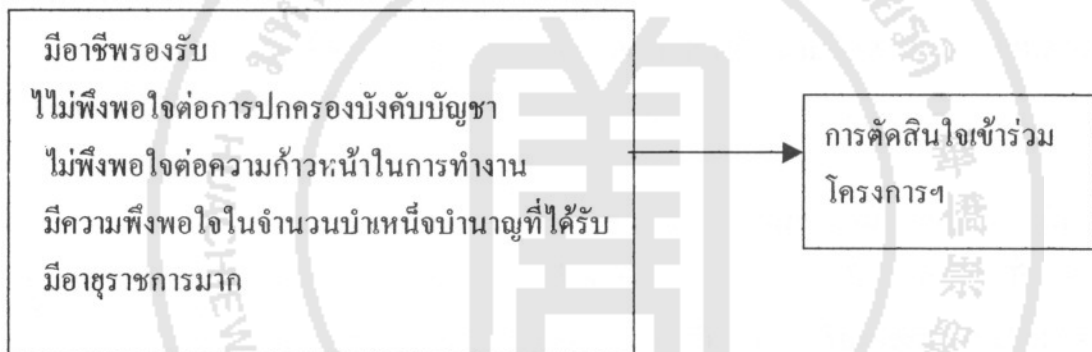 มีอาชีพรองรับ
ไไม่พึงพอใจต่อการปกครองบังคับบัญชา
ไม่พึงพอใจต่อความก้าวหน้าในการทำงาน
มีความพึงพอใจในจำนวนบำเหน็จบำนาญที่ได้รับ
มีอายุราชการมาก
การตัดสินใจเข้าร่วม
โครงการฯ